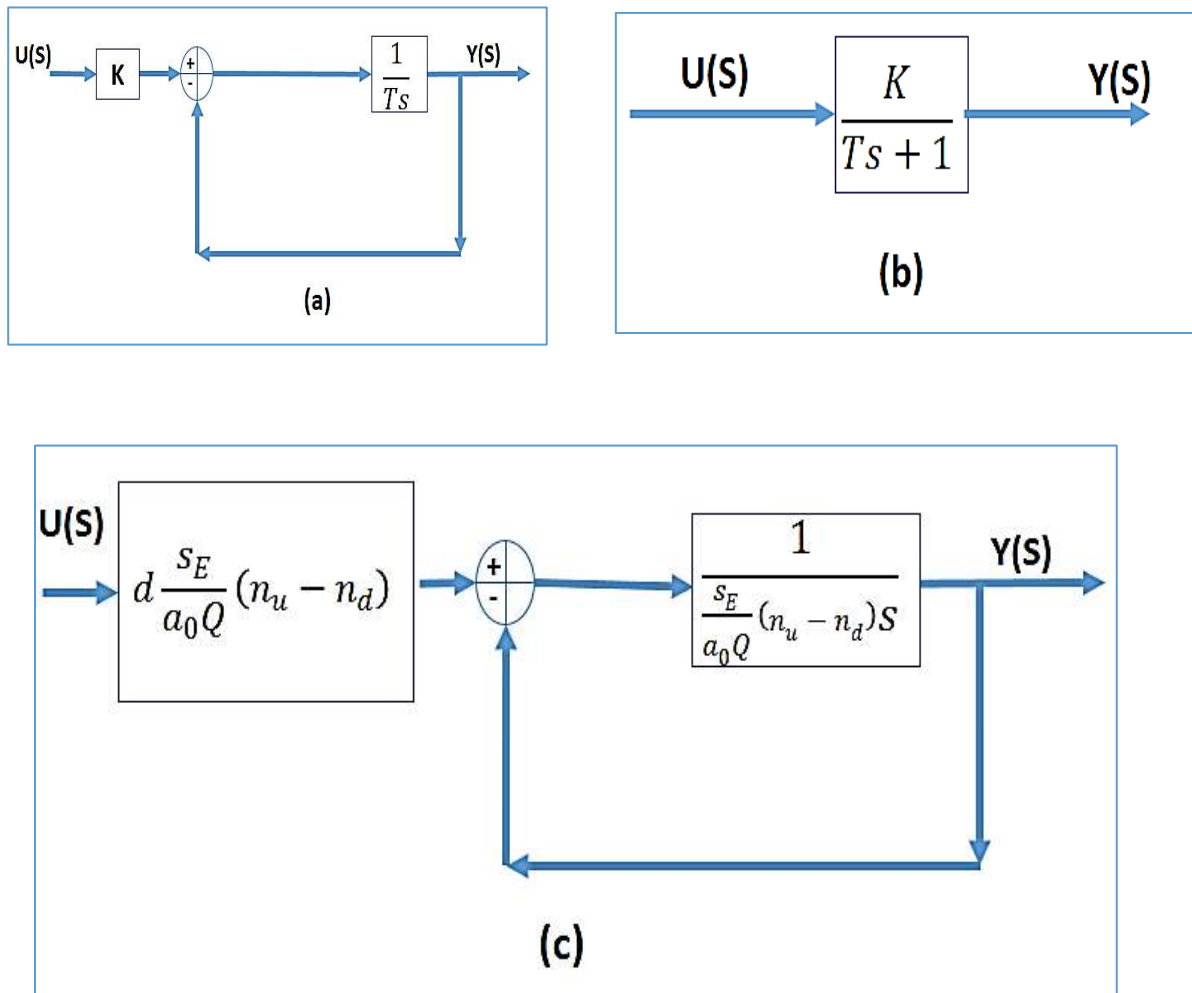 U(S) K + - 1/Ts Y(S)
(a)
U(S) K/(Ts + 1) Y(S)
(b)
U(S) d s_E/(a_0Q) (n_u − n_d) + - 1/(s_E/(a_0Q) (n_u − n_d)S) Y(S)
(c)